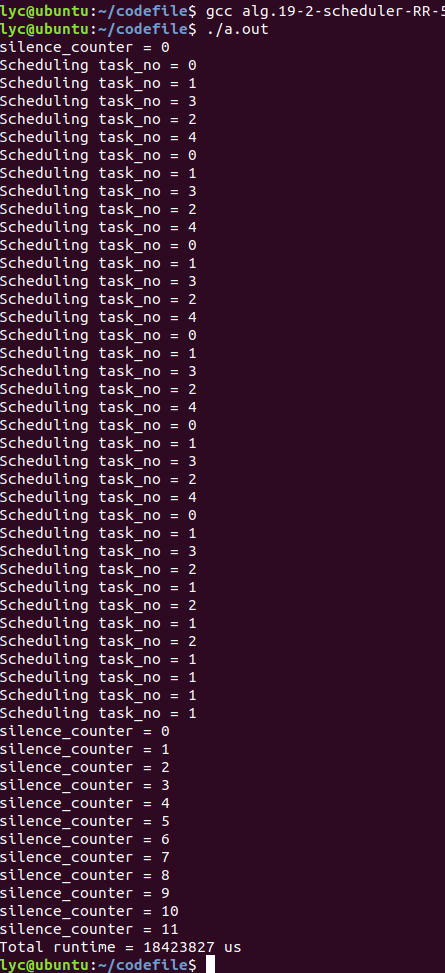 lyc@ubuntu:~/codefile$ gcc alg.19-2-scheduler-RR-5
lyc@ubuntu:~/codefile$ ./a.out
silence_counter = 0
Scheduling task_no = 0
Scheduling task_no = 1
Scheduling task_no = 3
Scheduling task_no = 2
Scheduling task_no = 4
Scheduling task_no = 0
Scheduling task_no = 1
Scheduling task_no = 3
Scheduling task_no = 2
Scheduling task_no = 4
Scheduling task_no = 0
Scheduling task_no = 1
Scheduling task_no = 3
Scheduling task_no = 2
Scheduling task_no = 4
Scheduling task_no = 0
Scheduling task_no = 1
Scheduling task_no = 3
Scheduling task_no = 2
Scheduling task_no = 4
Scheduling task_no = 0
Scheduling task_no = 1
Scheduling task_no = 3
Scheduling task_no = 2
Scheduling task_no = 4
Scheduling task_no = 0
Scheduling task_no = 1
Scheduling task_no = 3
Scheduling task_no = 2
Scheduling task_no = 1
Scheduling task_no = 2
Scheduling task_no = 1
Scheduling task_no = 2
Scheduling task_no = 1
Scheduling task_no = 1
Scheduling task_no = 1
Scheduling task_no = 1
silence_counter = 0
silence_counter = 1
silence_counter = 2
silence_counter = 3
silence_counter = 4
silence_counter = 5
silence_counter = 6
silence_counter = 7
silence_counter = 8
silence_counter = 9
silence_counter = 10
silence_counter = 11
Total runtime = 18423827 us
lyc@ubuntu:~/codefile$